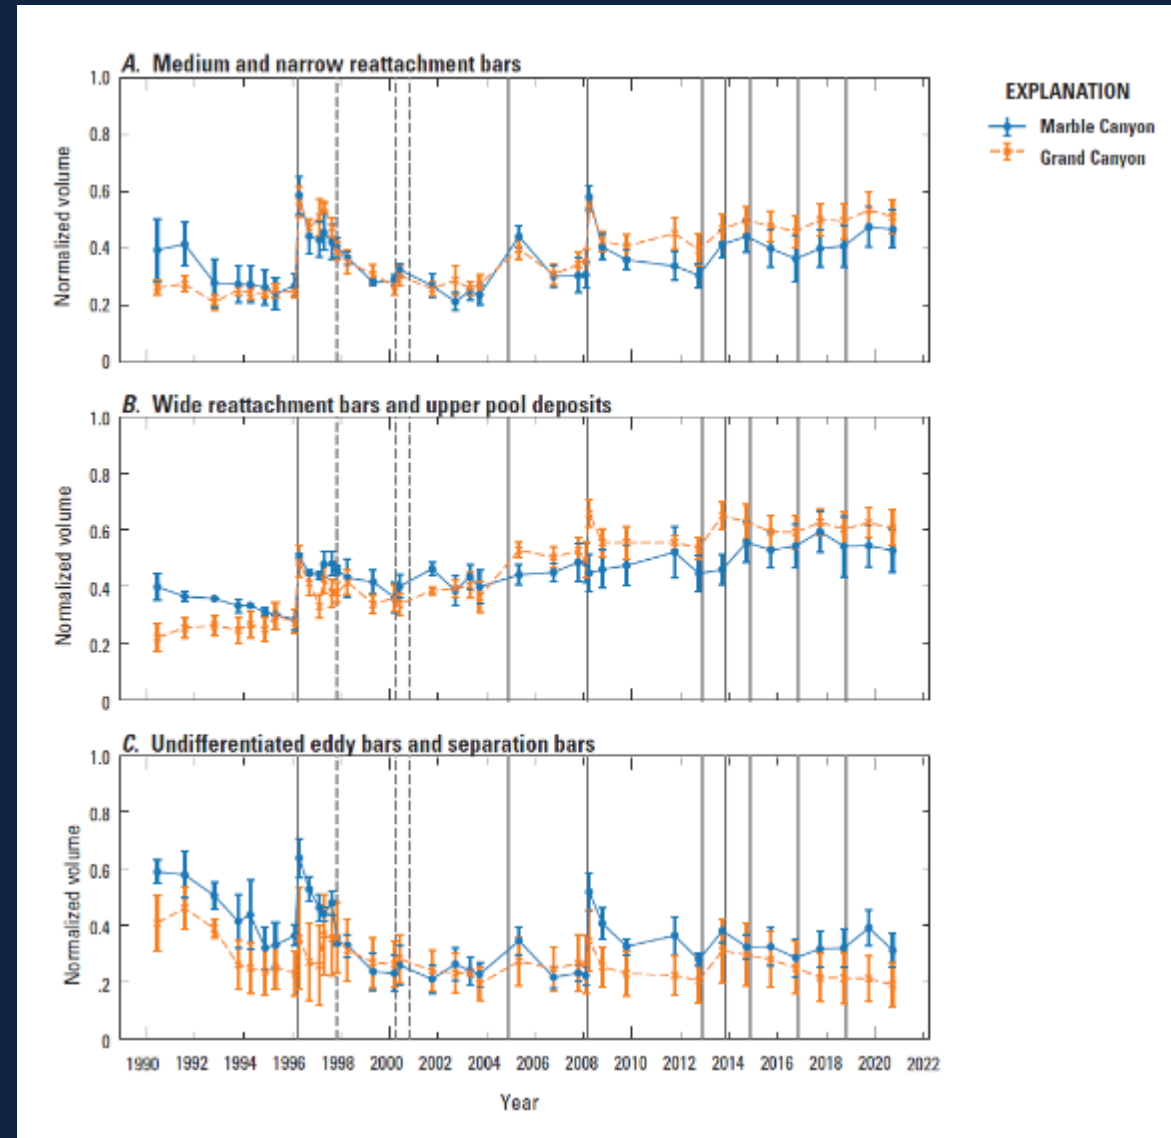 A. Medium and narrow reattachment bars
1.0
0.8
0.6
0.4
0.2
0
Normalized volume
EXPLANATION
Marble Canyon
Grand Canyon
B. Wide reattachment bars and upper pool deposits
1.0
0.8
0.6
0.4
0.2
0
Normalized volume
C. Undifferentiated eddy bars and separation bars
1.0
0.8
0.6
0.4
.2
0
Normalized volume
1990 1992 1994 1996 1998 2000 2002 2004 2006 2008 2010 2012 2014 2016 2018 2020 2022
Year